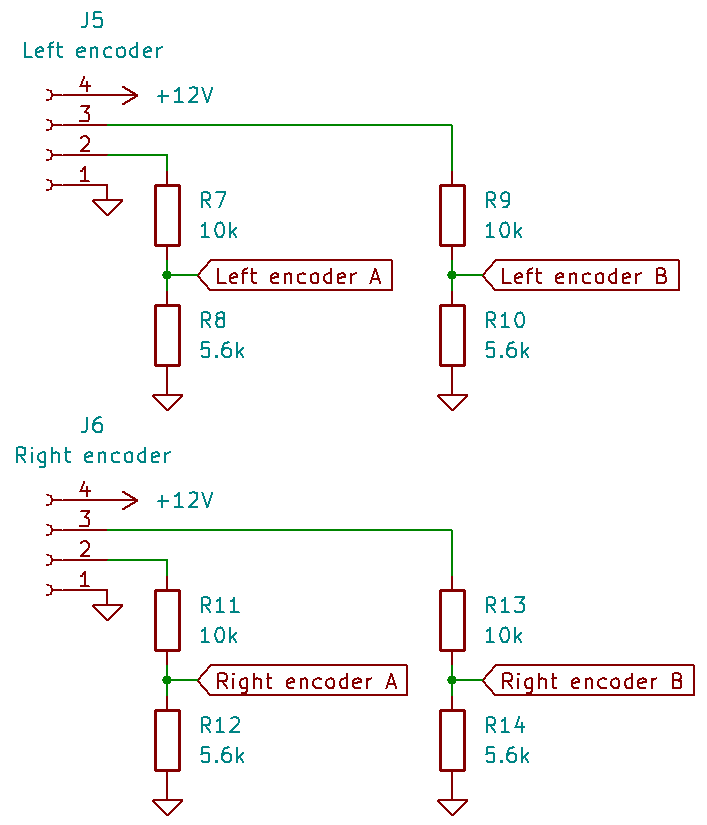 J5
Left encoder
4
+12V
3
2
1
R7
10k
R9
10k
Left encoder A
Left encoder B
R8
5.6k
R10
5.6k
J6
Right encoder
4
+12V
3
2
1
R11
10k
R13
10k
Right encoder A
Right encoder B
R12
5.6k
R14
5.6k